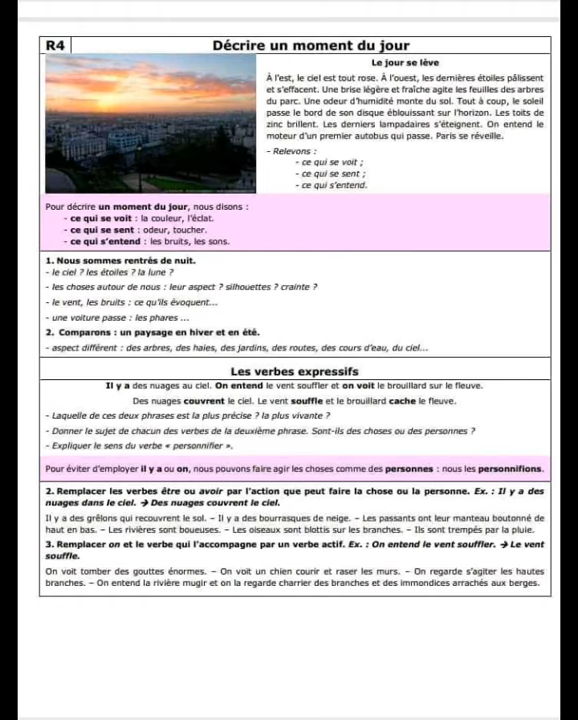 R4
Décrire un moment du jour
Le jour se lève
À l'est, le ciel est tout rose. À l'ouest, les dernières étoiles pâlissent
et s'effacent. Une brise légère et fraîche agite les feuilles des arbres
du parc. Une odeur d'humidité monte du sol. Tout à coup, le soleil
passe le bord de son disque éblouissant sur l'horizon. Les toits de
zinc brillent. Les derniers lampadaires s'éteignent. On entend le
moteur d'un premier autobus qui passe. Paris se réveille.
- Relevons :
- ce qui se voit ;
- ce qui se sent ;
- ce qui s'entend.
Pour décrire un moment du jour, nous disons :
- ce qui se voit : la couleur, l'éclat.
- ce qui se sent : odeur, toucher.
- ce qui s'entend : les bruits, les sons.
1. Nous sommes rentrés de nuit.
- le ciel ? les étoiles ? la lune ?
- les choses autour de nous : leur aspect ? silhouettes ? crainte ?
- le vent, les bruits : ce qu'ils évoquent...
- une voiture passe : les phares ...
2. Comparons : un paysage en hiver et en été.
- aspect différent : des arbres, des haies, des jardins, des routes, des cours d'eau, du ciel...
Les verbes expressifs
Il y a des nuages au ciel. On entend le vent souffler et on voit le brouillard sur le fleuve.
Des nuages couvrent le ciel. Le vent souffle et le brouillard cache le fleuve.
- Laquelle de ces deux phrases est la plus précise ? la plus vivante ?
- Donner le sujet de chacun des verbes de la deuxième phrase. Sont-ils des choses ou des personnes ?
- Expliquer le sens du verbe « personnifier ».
Pour éviter d'employer il y a ou on, nous pouvons faire agir les choses comme des personnes : nous les personnifions.
2. Remplacer les verbes être ou avoir par l'action que peut faire la chose ou la personne. Ex. : Il y a des
nuages dans le ciel. → Des nuages couvrent le ciel.
Il y a des grêlons qui recouvrent le sol. – Il y a des bourrasques de neige. – Les passants ont leur manteau boutonné de
haut en bas. – Les rivières sont boueuses. – Les oiseaux sont blottis sur les branches. – Ils sont trempés par la pluie.
3. Remplacer on et le verbe qui l'accompagne par un verbe actif. Ex. : On entend le vent souffler. → Le vent
souffle.
On voit tomber des gouttes énormes. – On voit un chien courir et raser les murs. – On regarde s'agiter les hautes
branches. – On entend la rivière mugir et on la regarde charrier des branches et des immondices arrachés aux berges.